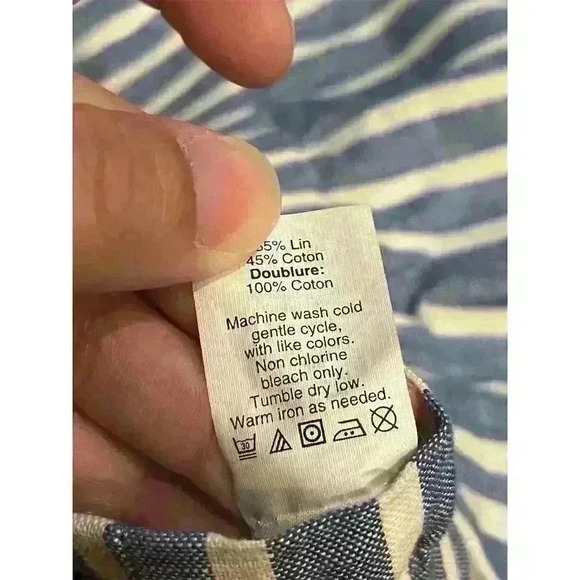 55% Lin
45% Coton
Doublure:
100% Coton
Machine wash cold
gentle cycle,
with like colors.
Non chlorine
bleach only.
Tumble dry low.
Warm iron as needed.
30